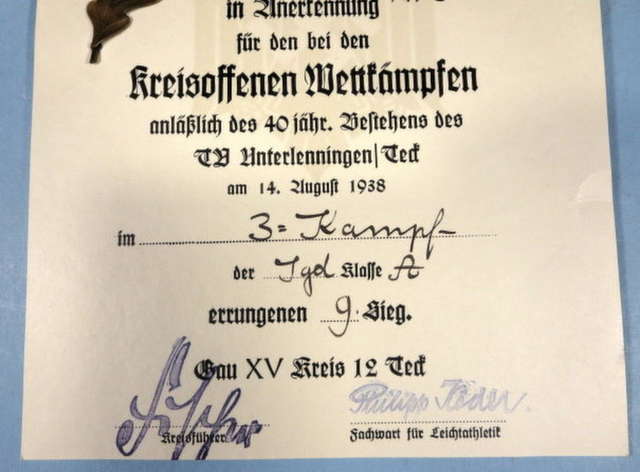 in Anerkennung
für den bei den
Kreisoffenen Wettkämpfen
anläßlich des 40 jähr. Bestehens des
TV Unterlenningen/Teck
am 14. August 1938
im 3=Kampf
der Jgd Klasse A
errungenen 9. Sieg.
Gau XV Kreis 12 Teck
Philipp
Kreisführer
Fachwart für Leichtathletik